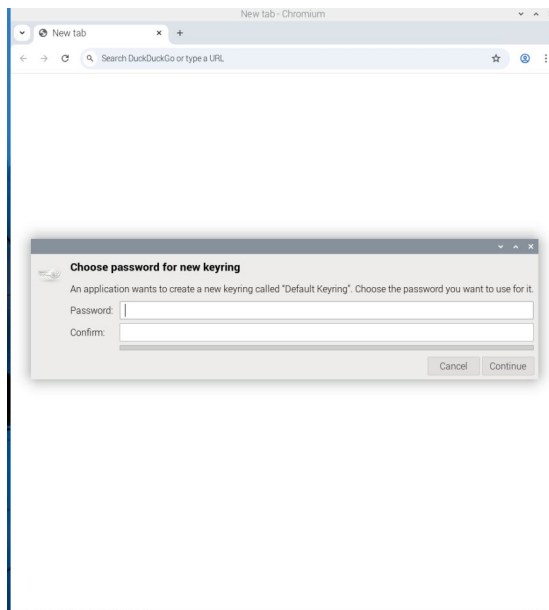 New tab - Chromium
New tab
Search DuckDuckGo or type a URL
Choose password for new keyring
An application wants to create a new keyring called "Default Keyring". Choose the password you want to use for it.
Password:
Confirm:
Cancel Continue